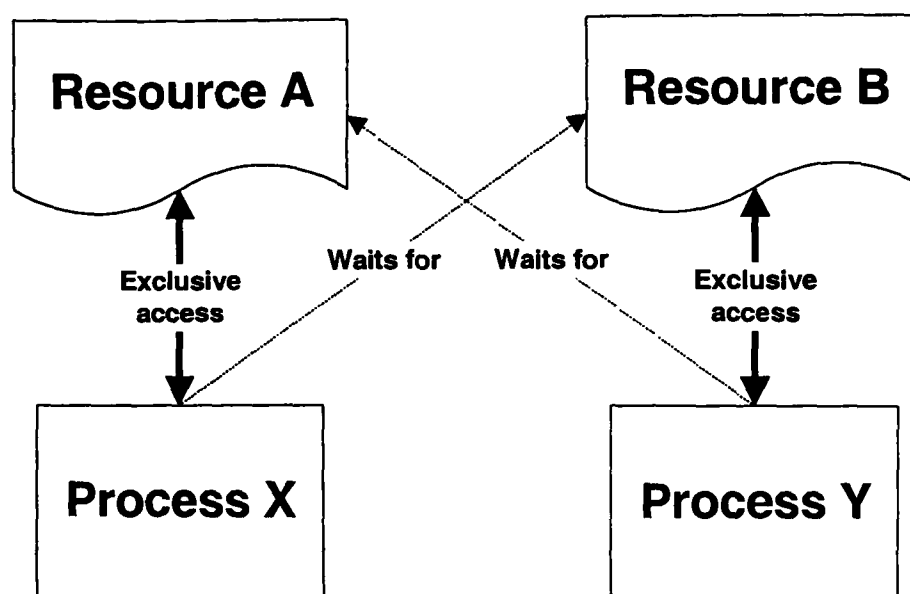 Resource A
Resource B
Waits for
Waits for
Exclusive
access
Exclusive
access
Process X
Process Y